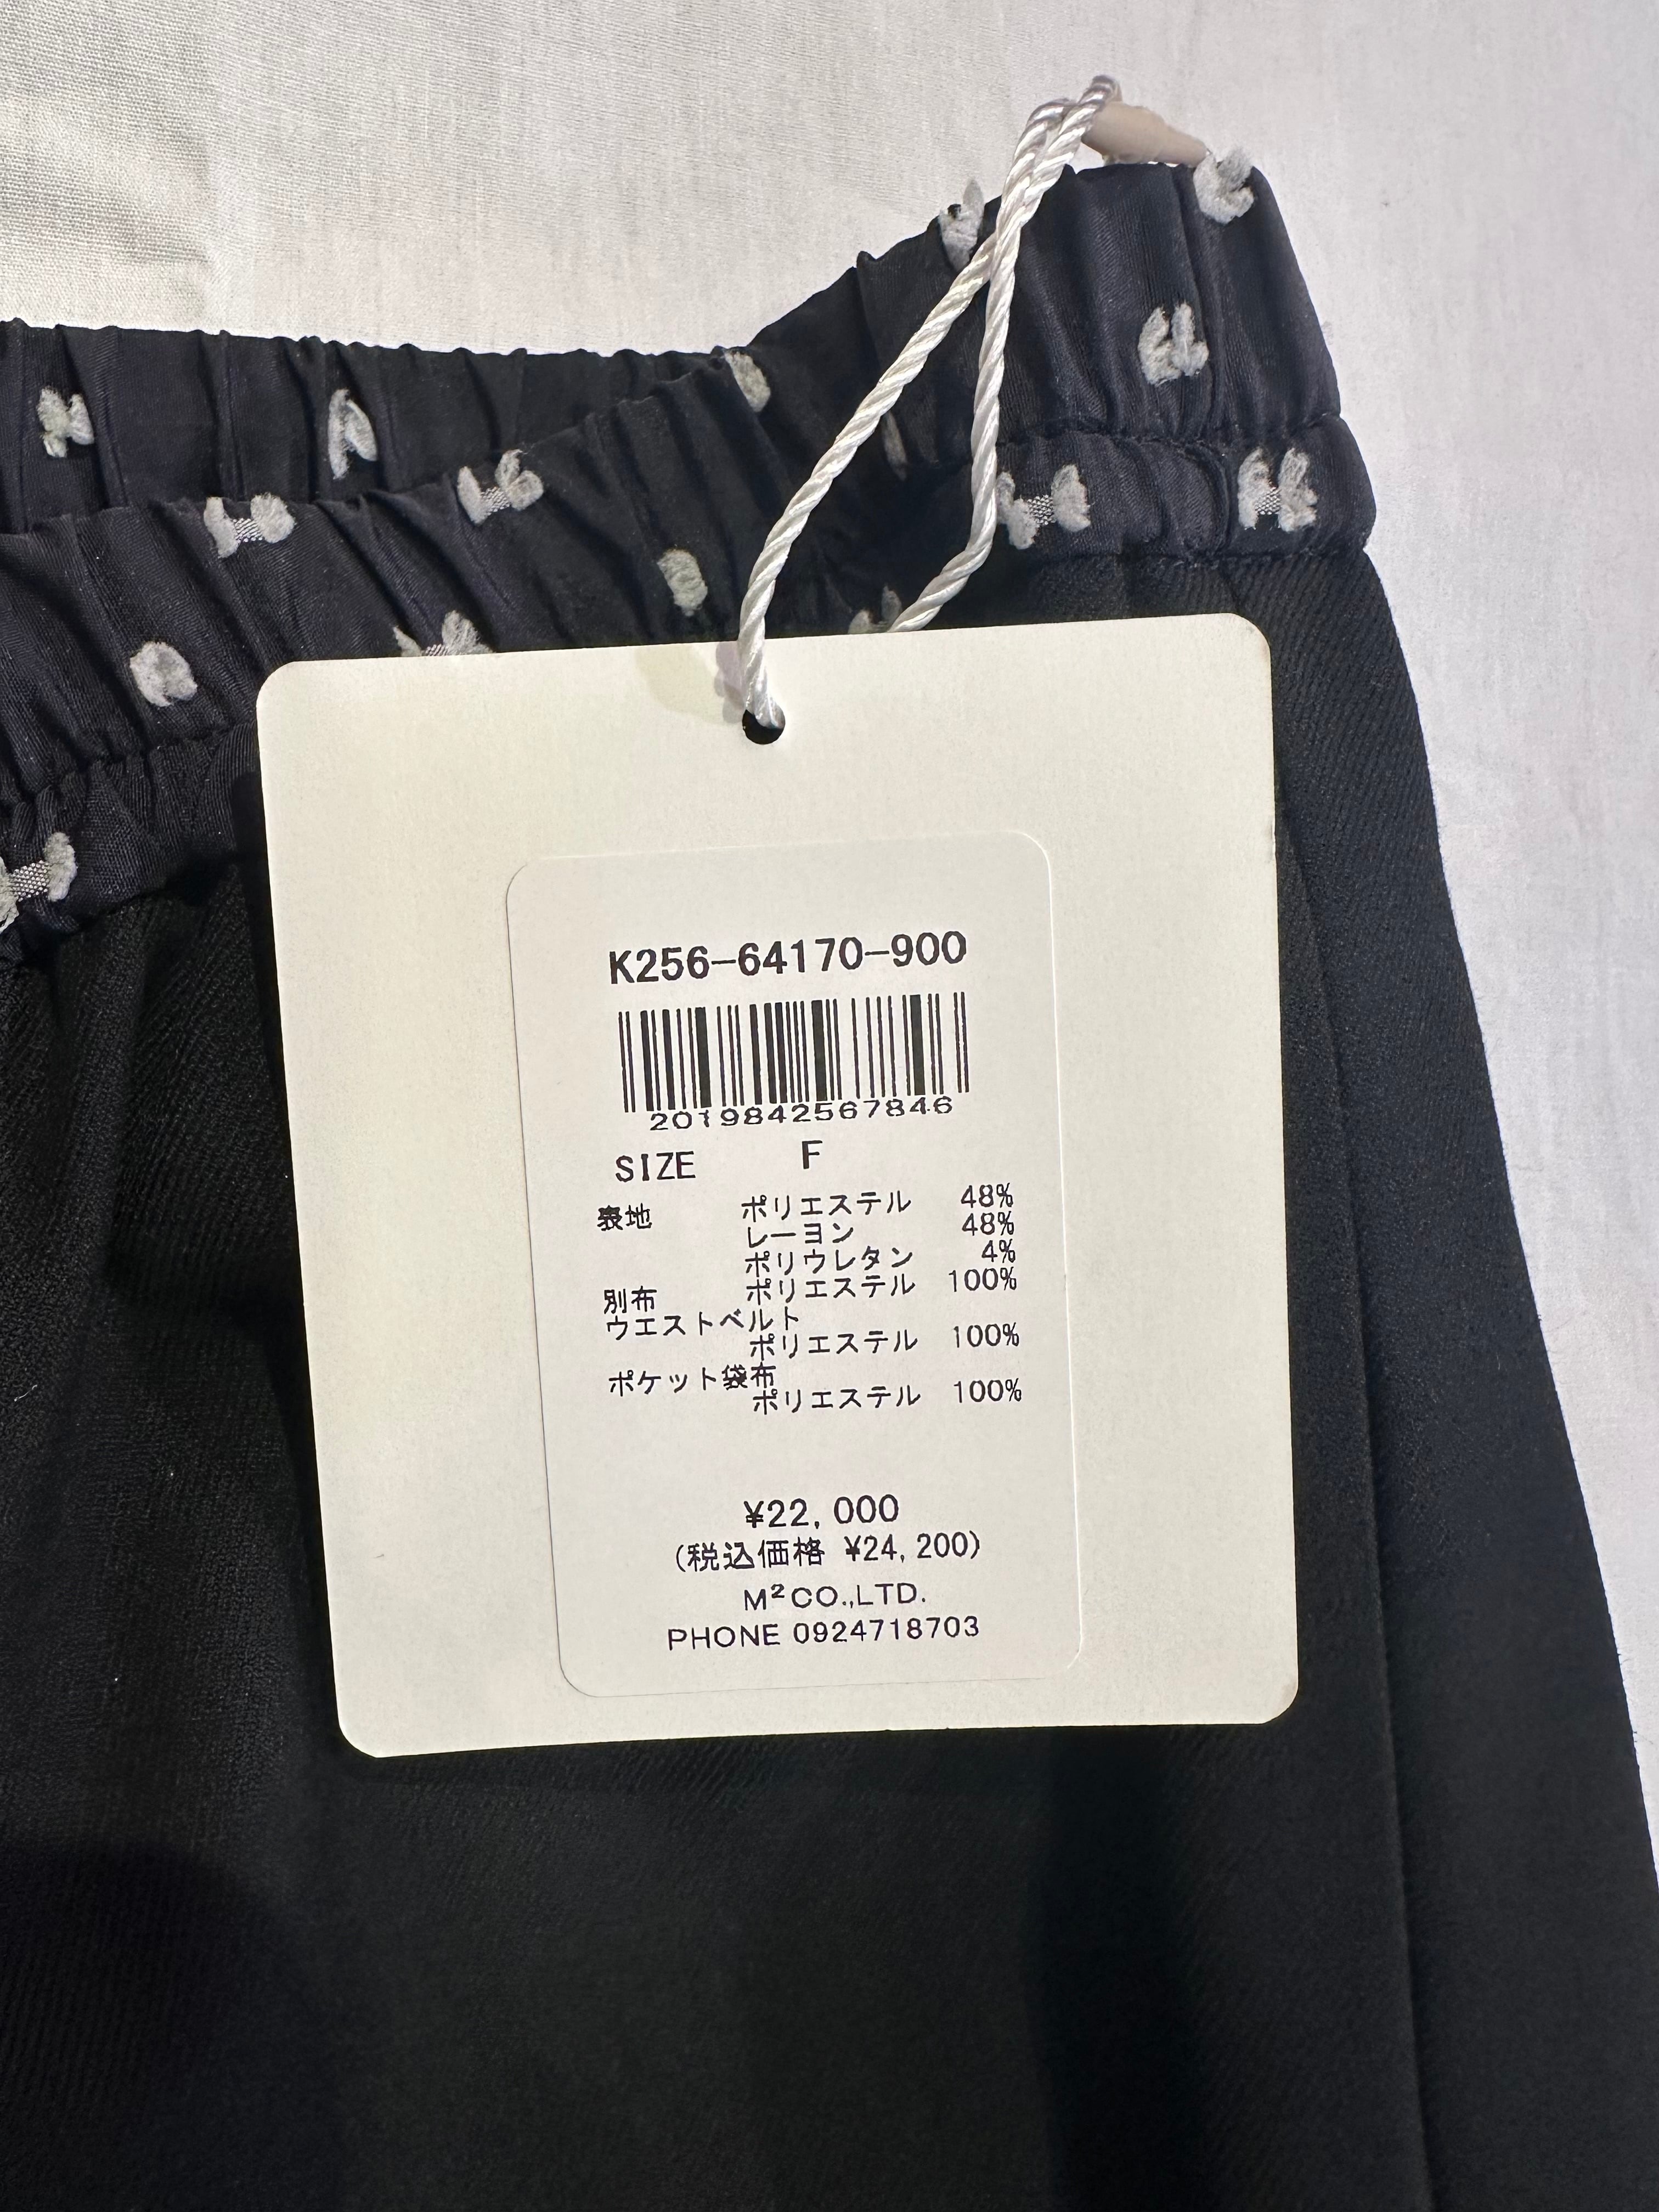 K256-64170-900
2019842567846
SIZE F
表地 ポリエステル 48%
レーヨン 48%
ポリウレタン 4%
別布 ポリエステル 100%
ウエストベルト
ポリエステル 100%
ポケット袋布
ポリエステル 100%
¥22,000
(税込価格 ¥24,200)
M²CO.,LTD.
PHONE 0924718703